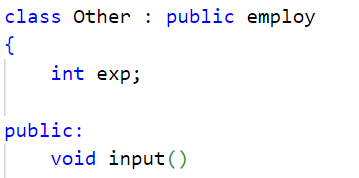 class Other : public employ
{
    int exp;
public:
    void input()